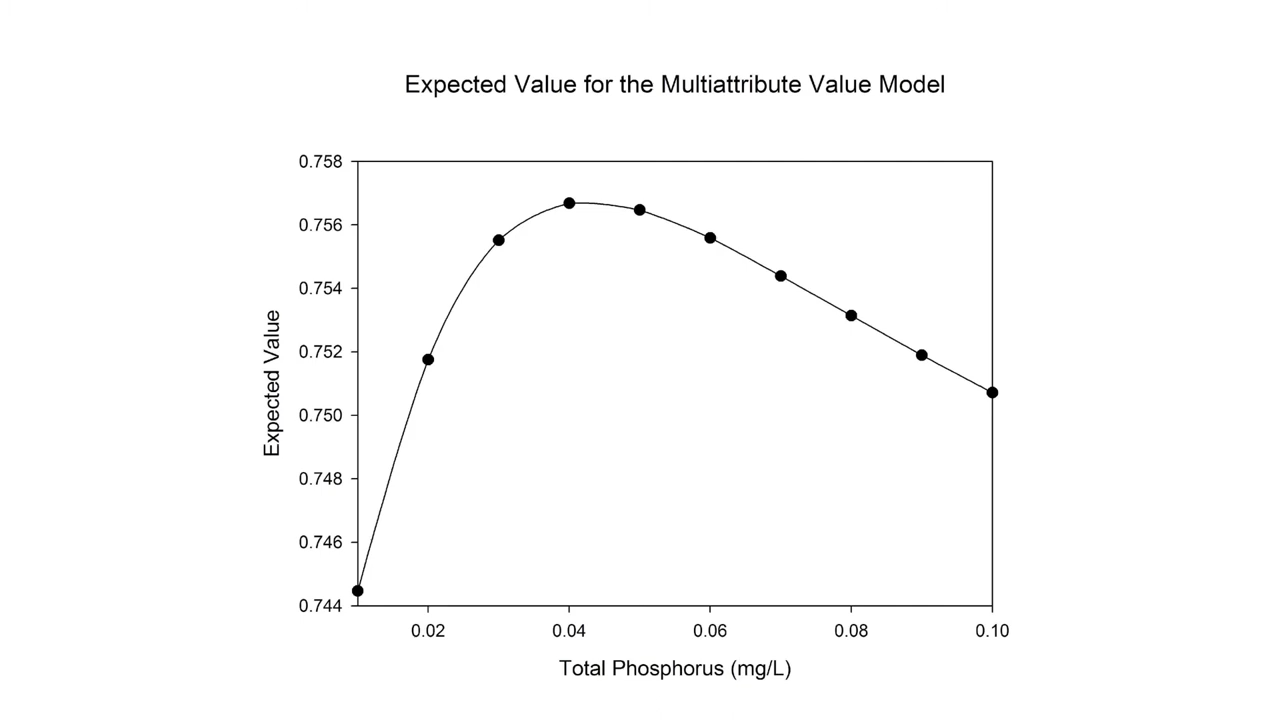 Expected Value for the Multiattribute Value Model
0.758
0.756
0.754
0.752
0.750
0.748
0.746
0.744
Expected Value
0.02 0.04 0.06 0.08 0.10
Total Phosphorus (mg/L)